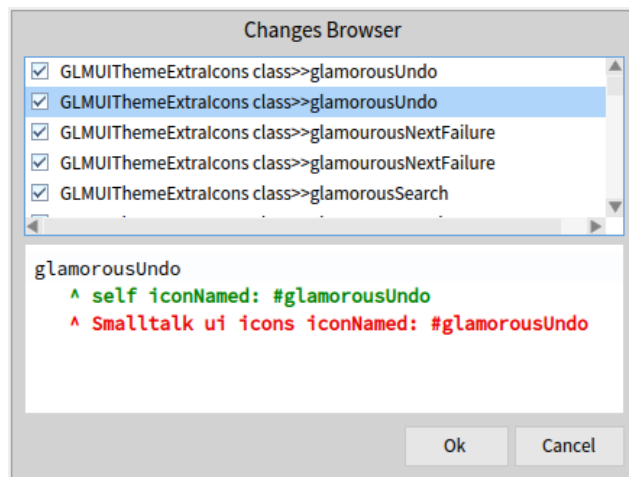 Changes Browser
GLMUIThemeExtraIcons class>>glamorousUndo
GLMUIThemeExtraIcons class>>glamorousUndo
GLMUIThemeExtraIcons class>>glamourousNextFailure
GLMUIThemeExtraIcons class>>glamourousNextFailure
GLMUIThemeExtraIcons class>>glamorousSearch
glamorousUndo
^ self iconNamed: #glamorousUndo
^ Smalltalk ui icons iconNamed: #glamorousUndo
Ok Cancel